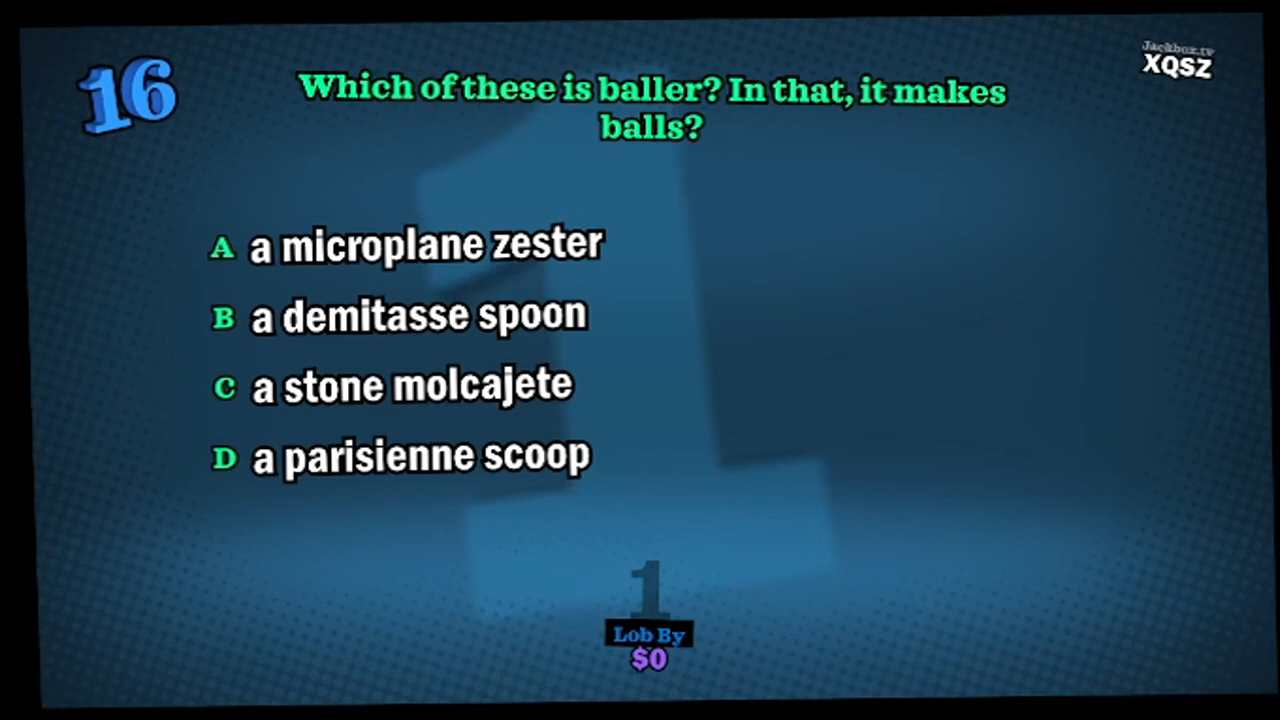 16
Jackbox.tv
XQSZ
Which of these is baller? In that, it makes
balls?
A a microplane zester
B a demitasse spoon
C a stone molcajete
D a parisienne scoop
1
Lob By
$0